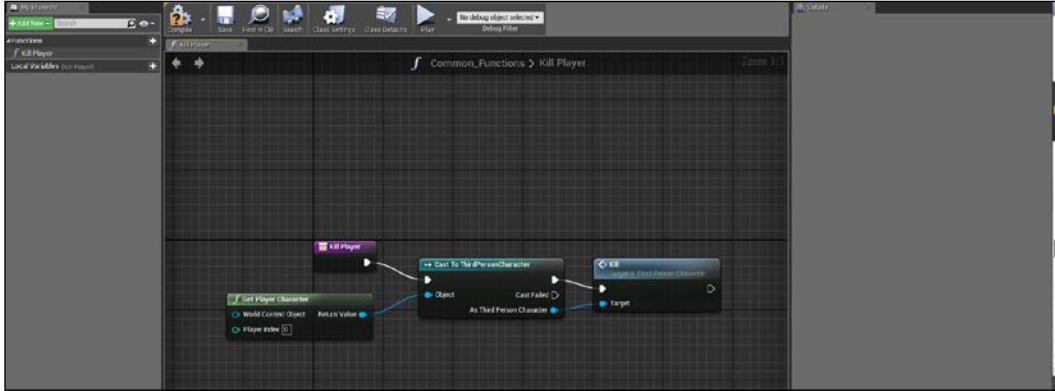 My Blueprint
+Add New
Search
Functions
Kill Player
Local Variables (Kill Player)
Compile
Save
Find in CB
Search
Class Settings
Class Defaults
Play
No debug object selected
Debug Filter
Details
Kill Player
f Common_Functions > Kill Player
Zoom 1:1
Kill Player
Cast To ThirdPersonCharacter
Object
Cast Failed
As Third Person Character
Kill
Target is Third Person Character
Target
f Get Player Character
World Context Object
Return Value
Player Index 0